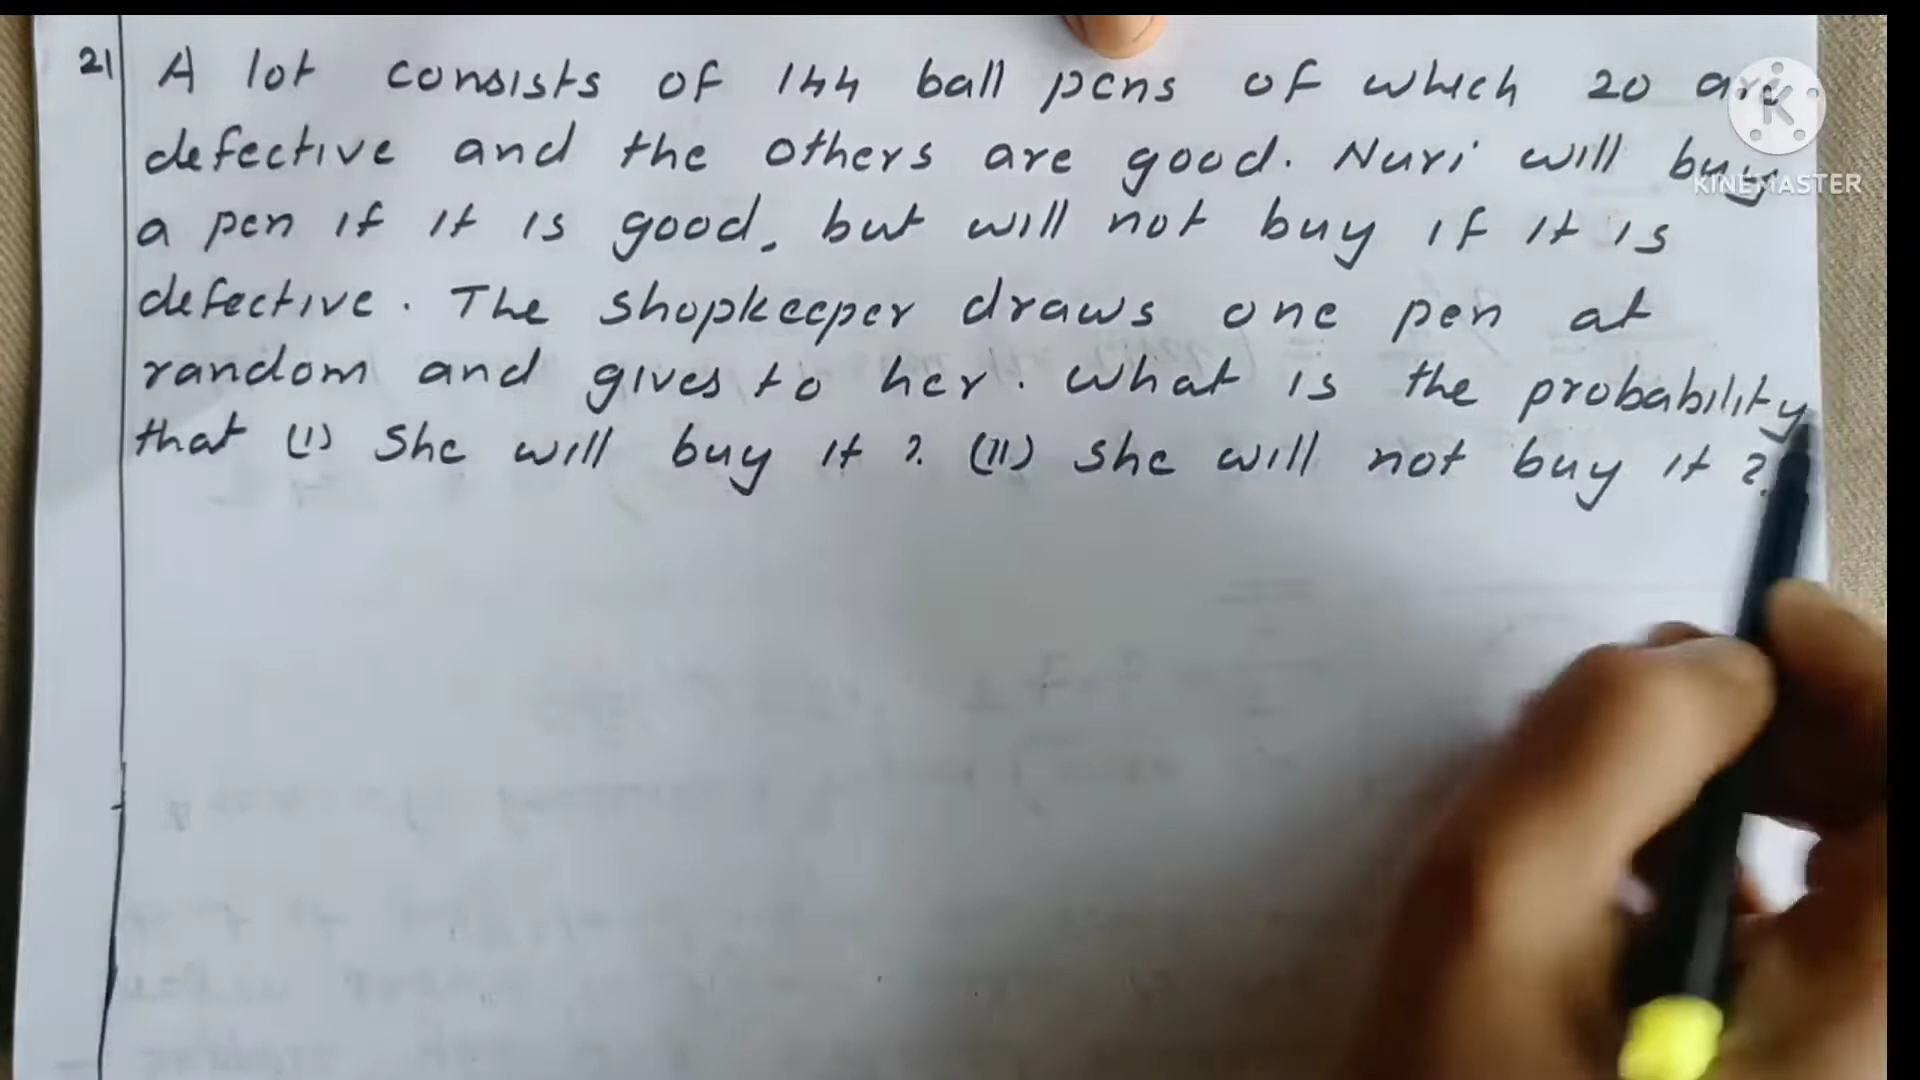 21 A lot consists of 144 ball pens of which 20 are
defective and the others are good. Nuri will buy
a pen if it is good, but will not buy if it is
defective. The shopkeeper draws one pen at
random and gives to her. What is the probability
that (I) She will buy it ? (II) She will not buy it ?
KINEMASTER